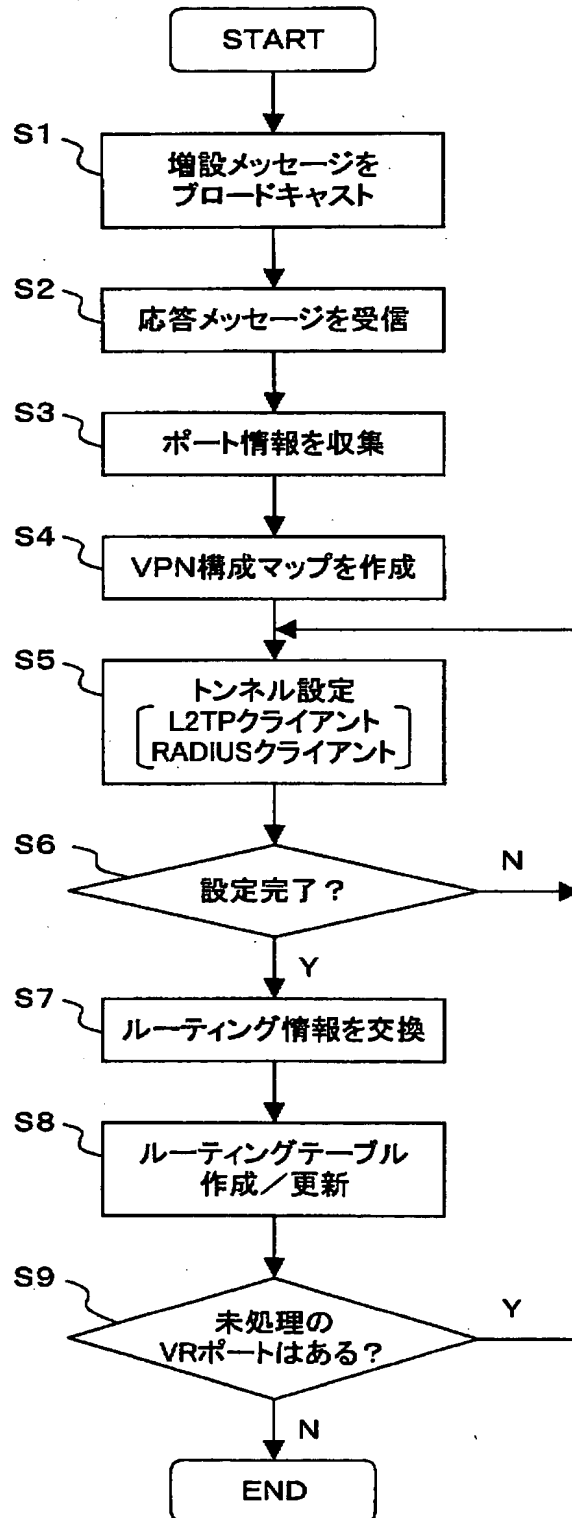 START
S1
増設メッセージを
ブロードキャスト
S2
応答メッセージを受信
S3
ポート情報を収集
S4
VPN構成マップを作成
S5
トンネル設定
L2TPクライアント
RADIUSクライアント
S6
設定完了？
N
Y
S7
ルーティング情報を交換
S8
ルーティングテーブル
作成／更新
S9
未処理の
VRポートはある？
Y
N
END